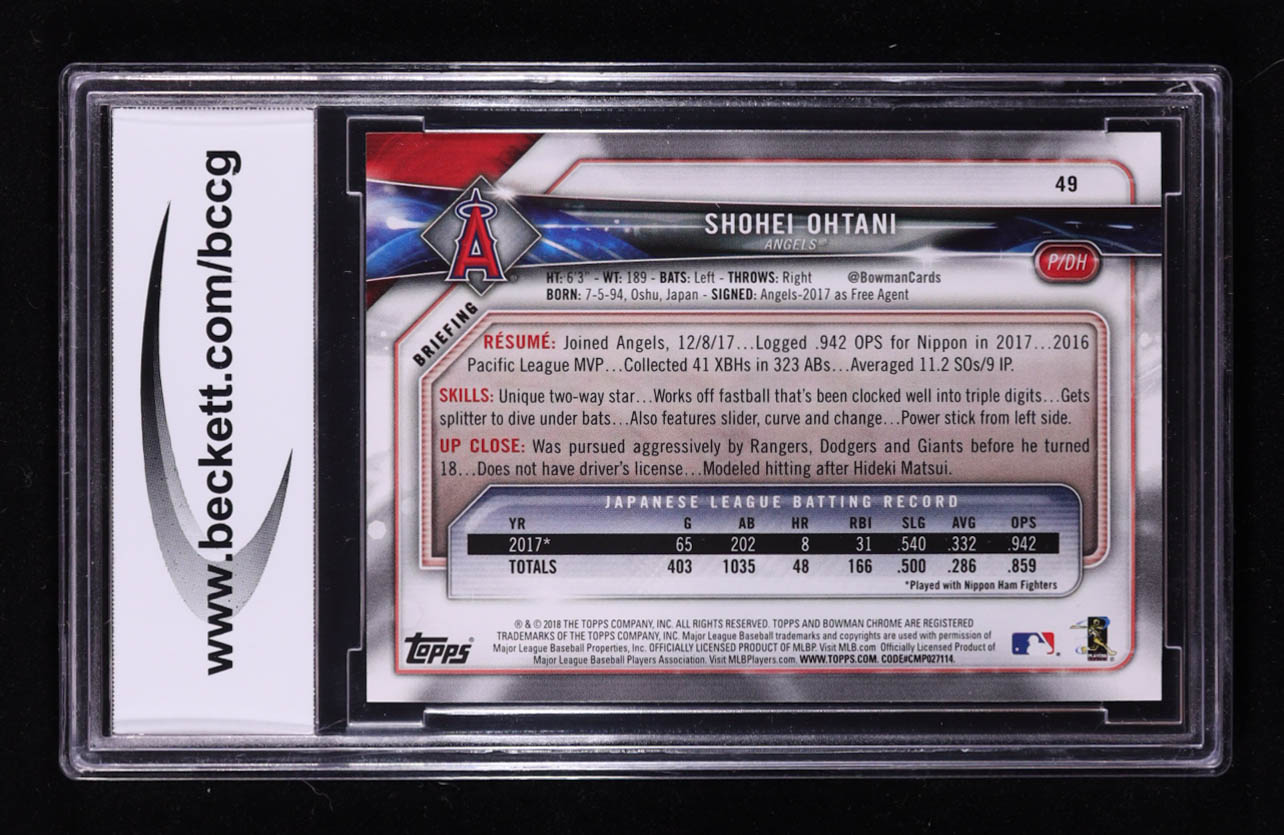 www.beckett.com/bccg
49
SHOHEI OHTANI
ANGELS
A
P/DH
HT: 6'3" - WT: 189 - BATS: Left - THROWS: Right @BowmanCards
BORN: 7-5-94, Oshu, Japan - SIGNED: Angels-2017 as Free Agent
BRIEFING
RÉSUMÉ: Joined Angels, 12/8/17...Logged .942 OPS for Nippon in 2017...2016
Pacific League MVP...Collected 41 XBHs in 323 ABs...Averaged 11.2 SOs/9 IP.
SKILLS: Unique two-way star...Works off fastball that's been clocked well into triple digits...Gets
splitter to dive under bats...Also features slider, curve and change...Power stick from left side.
UP CLOSE: Was pursued aggressively by Rangers, Dodgers and Giants before he turned
18...Does not have driver's license...Modeled hitting after Hideki Matsui.
JAPANESE LEAGUE BATTING RECORD
YR G AB HR RBI SLG AVG OPS
2017* 65 202 8 31 .540 .332 .942
TOTALS 403 1035 48 166 .500 .286 .859
*Played with Nippon Ham Fighters
Topps
® & © 2018 THE TOPPS COMPANY, INC. ALL RIGHTS RESERVED. TOPPS AND BOWMAN CHROME ARE REGISTERED
TRADEMARKS OF THE TOPPS COMPANY, INC. Major League Baseball trademarks and copyrights are used with permission of
Major League Baseball Properties, Inc. OFFICIALLY LICENSED PRODUCT OF MLBP. Visit MLB.com Officially Licensed Product of
Major League Baseball Players Association. Visit MLBPlayers.com. WWW.TOPPS.COM. CODE#CMP027114.